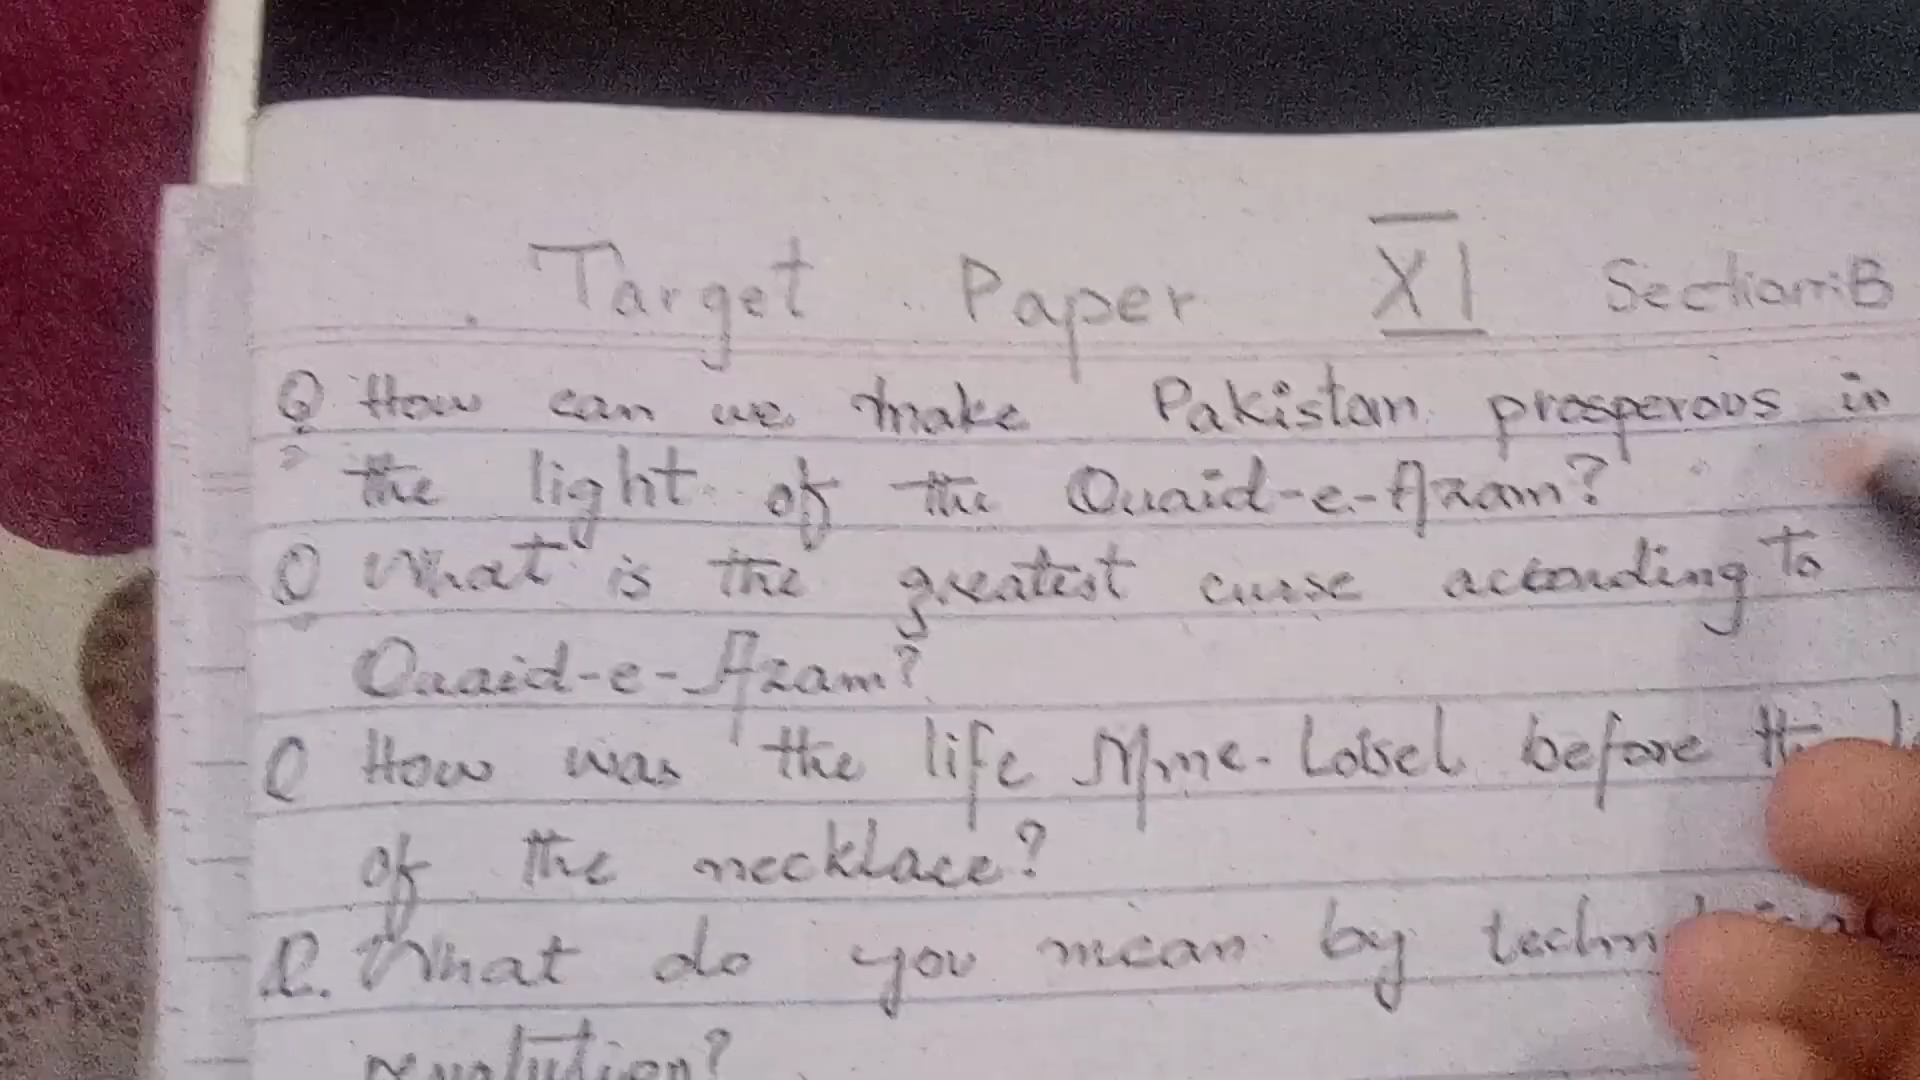 Target Paper XI Section:B
Q How can we make Pakistan prosperous in
the light of the Quaid-e-Azam?
Q What is the greatest curse according to
Quaid-e-Azam?
Q How was the life Mme. Loisel before the
of the necklace?
Q. What do you mean by
revolution?